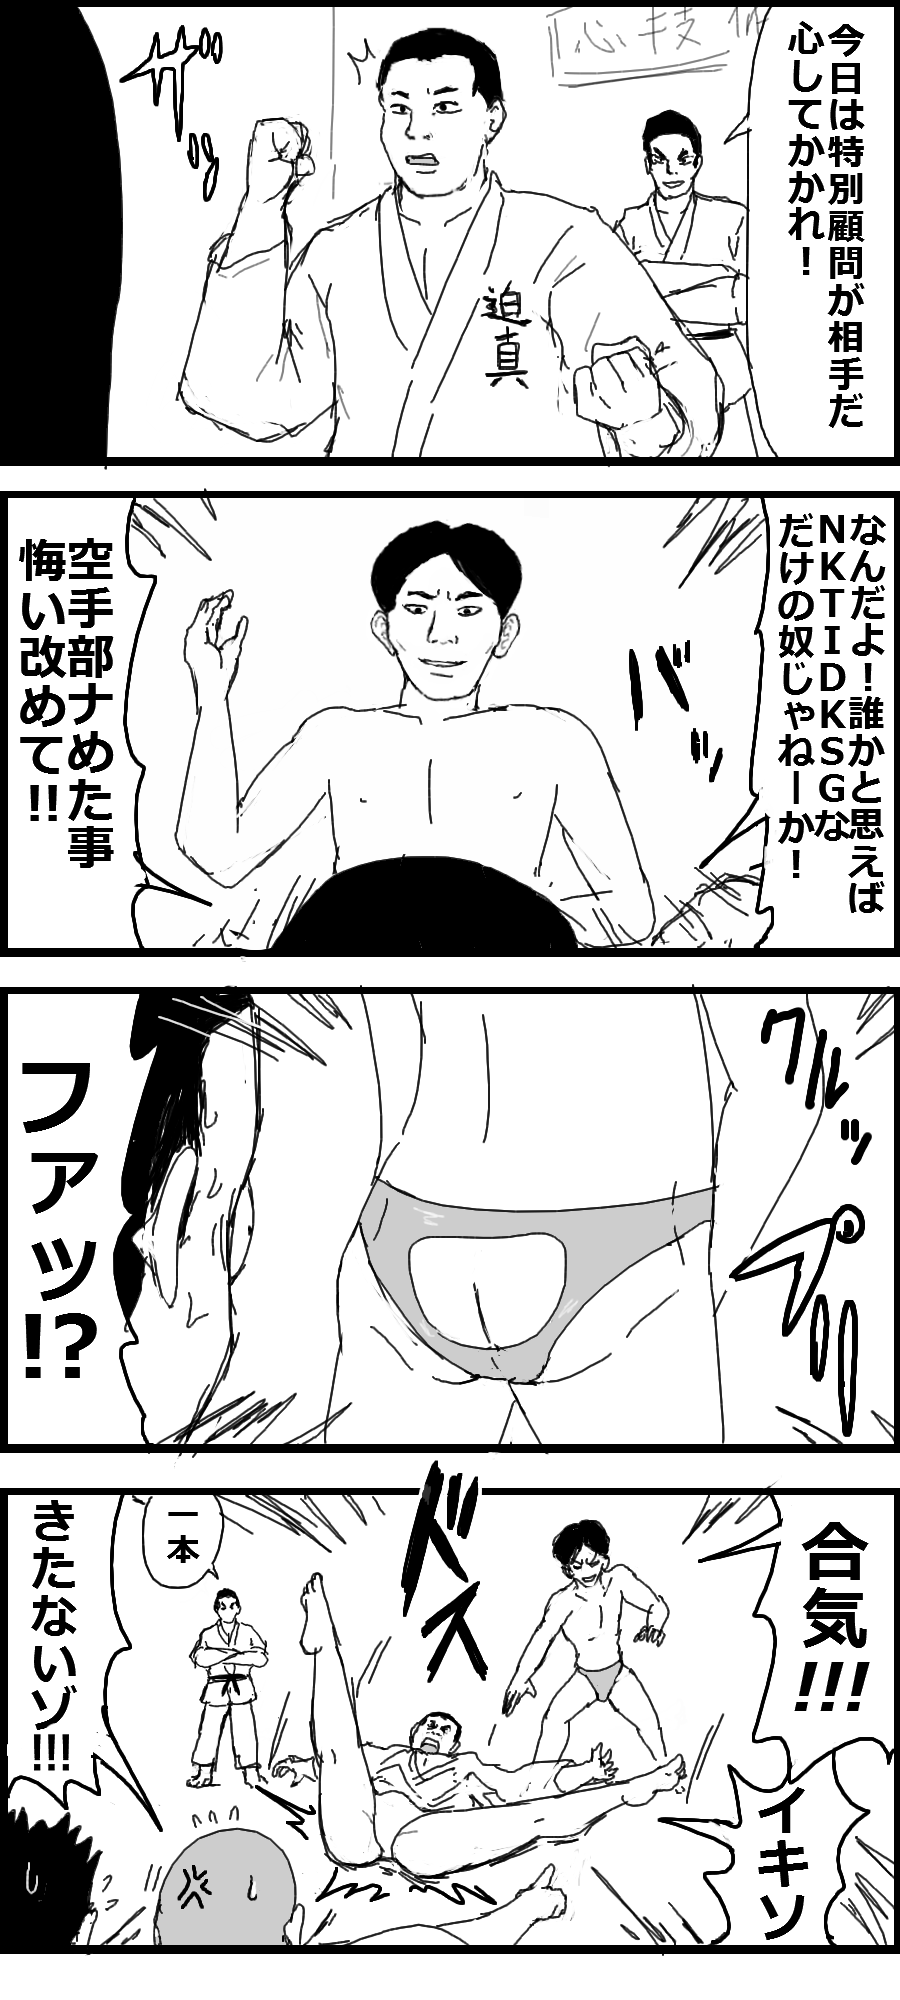 心技体
今日は特別顧問が相手だ
心してかかれ！
ザッ
迫真
なんだよ！誰かと思えば
ＮＫＴＩＤＫＳＧな
だけの奴じゃねーか！
バッ
空手部ナめた事
悔い改めて!!
クルッ
プリッ
ファッ!?
合気!!!
ドス
一本
きたないゾ!!!
イキソ